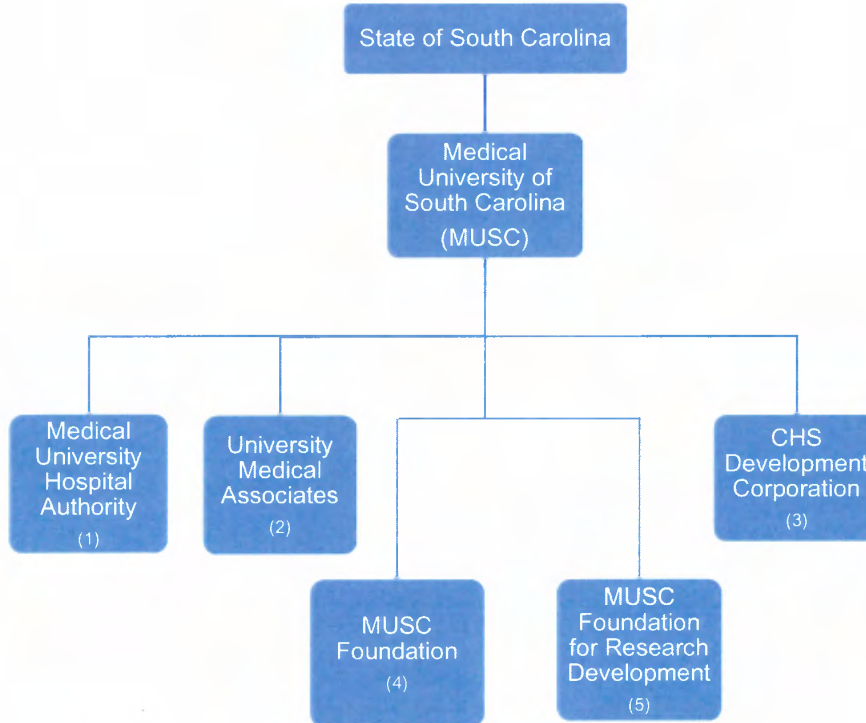 State of South Carolina
Medical
University of
South Carolina
(MUSC)
Medical
University
Hospital
Authority
(1)
University
Medical
Associates
(2)
CHS
Development
Corporation
(3)
MUSC
Foundation
(4)
MUSC
Foundation
for Research
Development
(5)